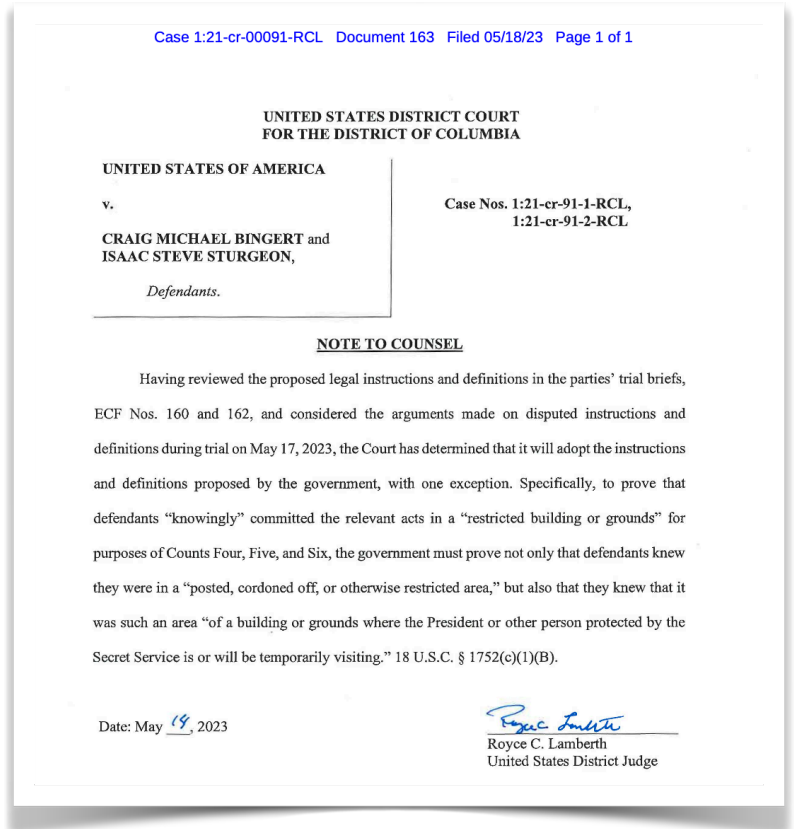 Case 1:21-cr-00091-RCL Document 163 Filed 05/18/23 Page 1 of 1
UNITED STATES DISTRICT COURT
FOR THE DISTRICT OF COLUMBIA
UNITED STATES OF AMERICA
v.
CRAIG MICHAEL BINGERT and
ISAAC STEVE STURGEON,
Defendants.
Case Nos. 1:21-cr-91-1-RCL,
1:21-cr-91-2-RCL
NOTE TO COUNSEL
Having reviewed the proposed legal instructions and definitions in the parties’ trial briefs,
ECF Nos. 160 and 162, and considered the arguments made on disputed instructions and
definitions during trial on May 17, 2023, the Court has determined that it will adopt the instructions
and definitions proposed by the government, with one exception. Specifically, to prove that
defendants “knowingly” committed the relevant acts in a “restricted building or grounds” for
purposes of Counts Four, Five, and Six, the government must prove not only that defendants knew
they were in a “posted, cordoned off, or otherwise restricted area,” but also that they knew that it
was such an area “of a building or grounds where the President or other person protected by the
Secret Service is or will be temporarily visiting.” 18 U.S.C. § 1752(c)(1)(B).
Date: May , 2023
Royce C. Lamberth
United States District Judge